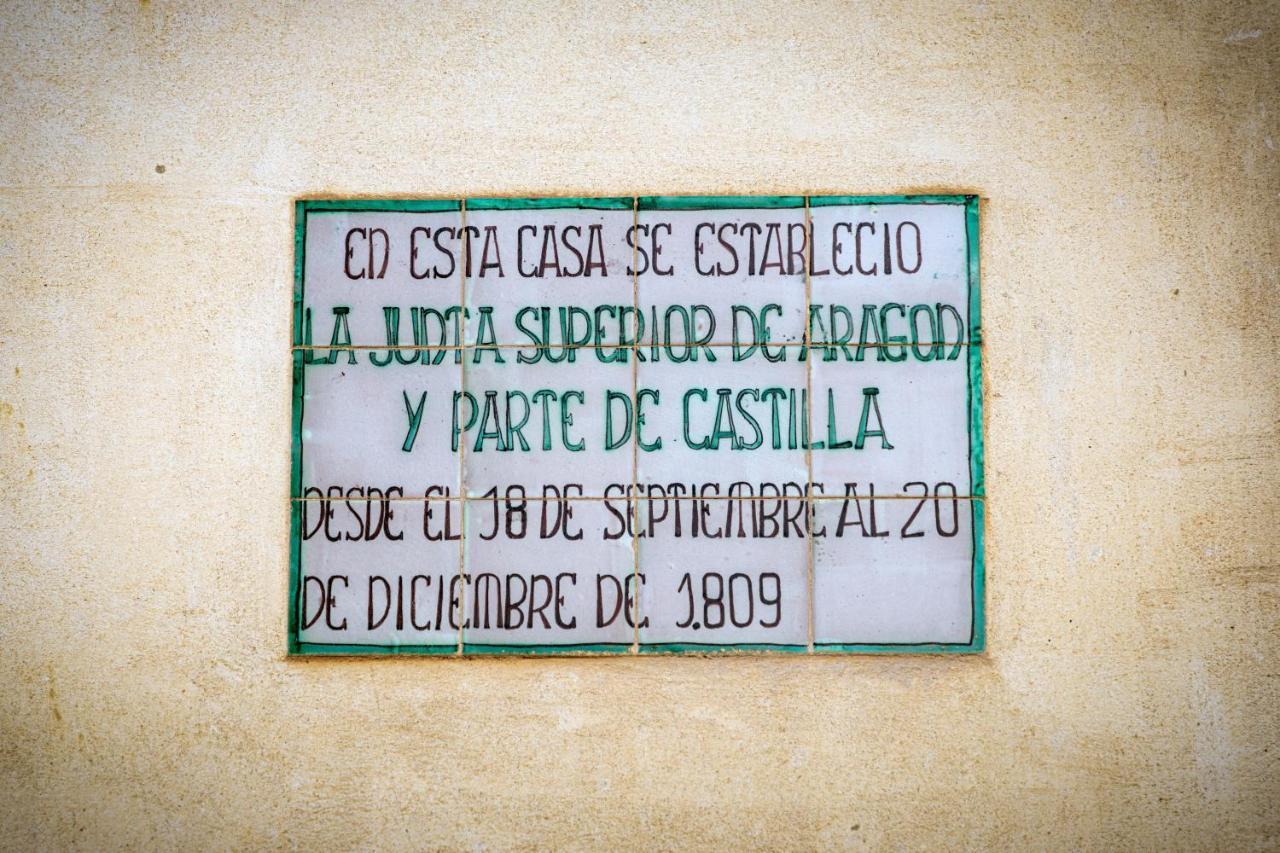 EN ESTA CASA SE ESTABLECIO
LA JUNTA SUPERIOR DE ARAGON
Y PARTE DE CASTILLA
DESDE EL 18 DE SEPTIEMBRE AL 20
DE DICIEMBRE DE 1.809